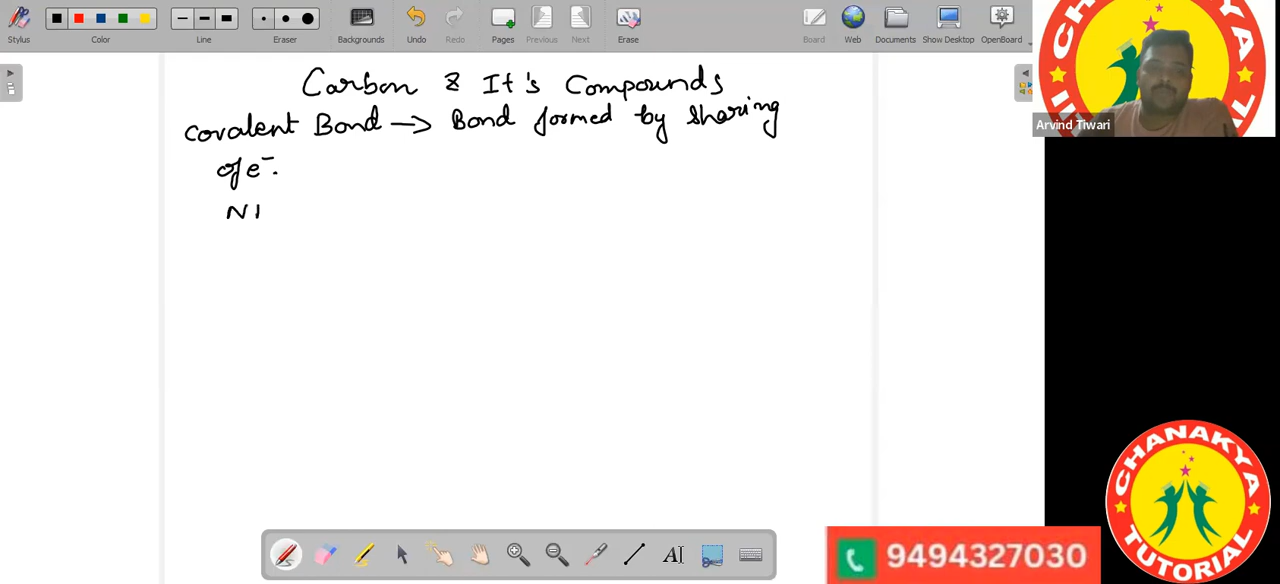 Stylus Color Line Eraser Backgrounds Undo Redo Pages Previous Next Erase Board Web Documents Show Desktop OpenBoard
Carbon & It's Compounds
covalent Bond → Bond formed by sharing
of e⁻.
NI
Arvind Tiwari
CHANAKYA
TUTORIAL
9494327030